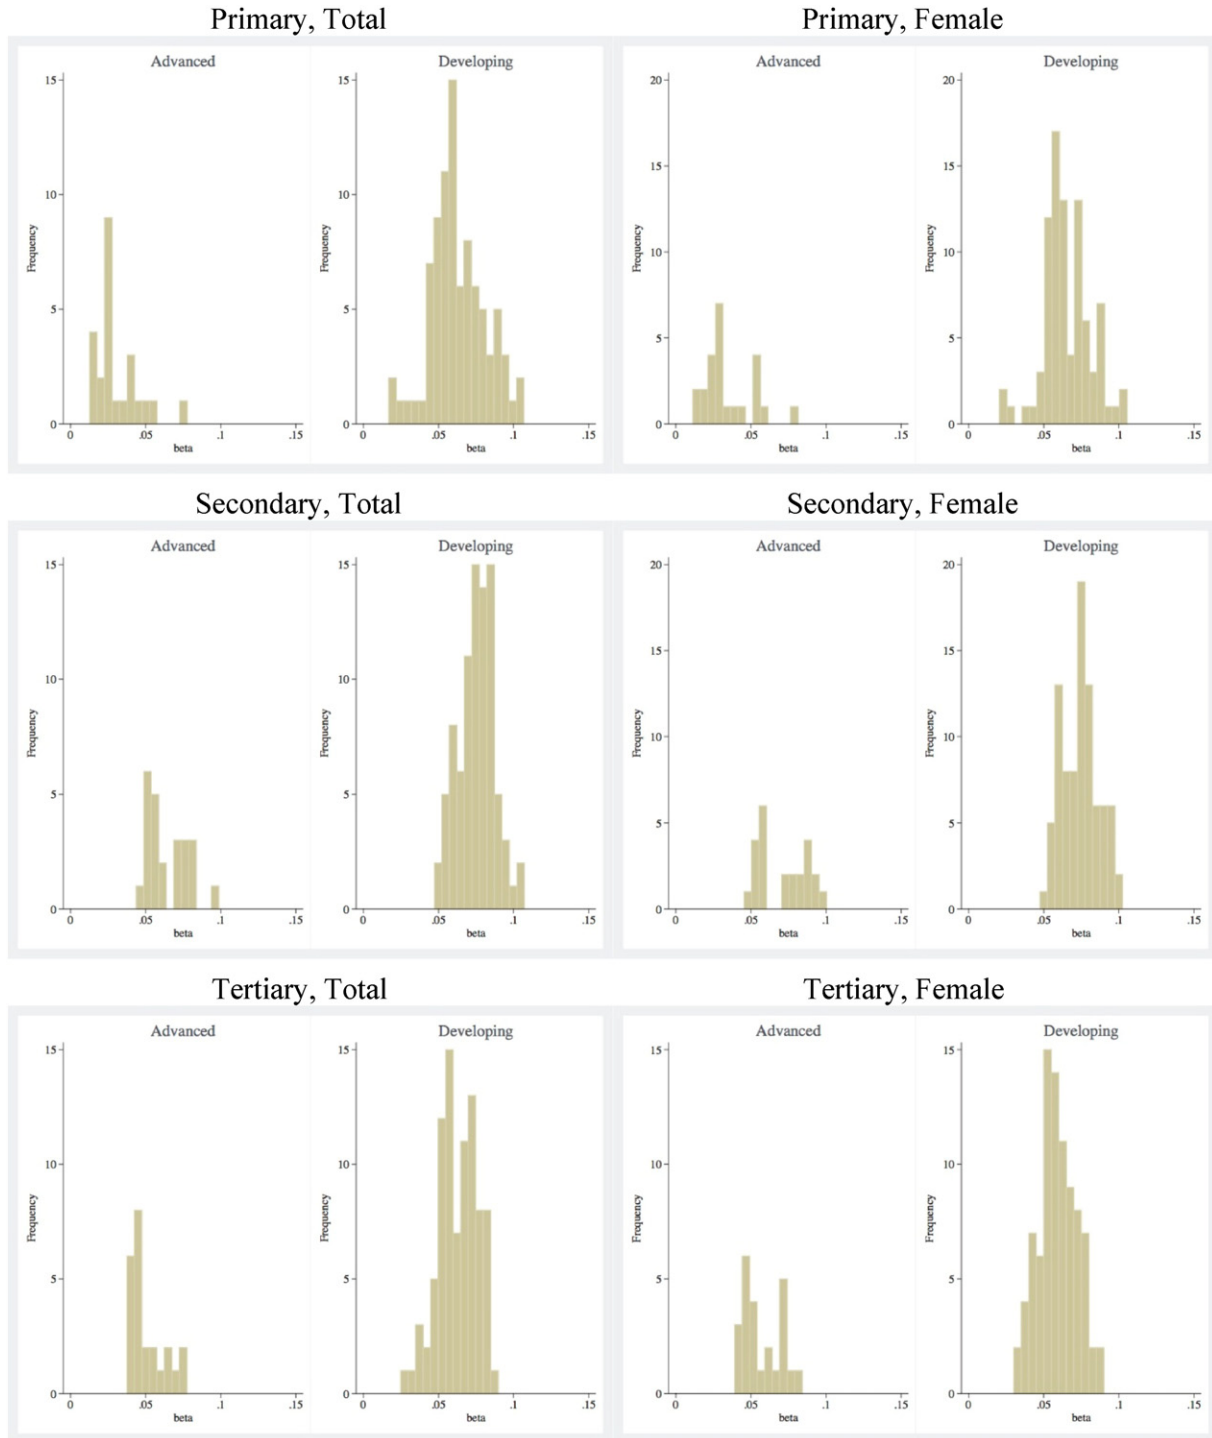 Primary, Total
Primary, Female
Advanced
Developing
Advanced
Developing
15
10
5
0
Frequency
0 .05 .1 .15
beta
15
10
5
0
Frequency
0 .05 .1 .15
beta
20
15
10
5
0
Frequency
0 .05 .1 .15
beta
20
15
10
5
0
Frequency
0 .05 .1 .15
beta
Secondary, Total
Secondary, Female
Advanced
Developing
Advanced
Developing
15
10
5
0
Frequency
0 .05 .1 .15
beta
15
10
5
0
Frequency
0 .05 .1 .15
beta
20
15
10
5
0
Frequency
0 .05 .1 .15
beta
20
15
10
5
0
Frequency
0 .05 .1 .15
beta
Tertiary, Total
Tertiary, Female
Advanced
Developing
Advanced
Developing
15
10
5
0
Frequency
0 .05 .1 .15
beta
15
10
5
0
Frequency
0 .05 .1 .15
beta
15
10
5
0
Frequency
0 .05 .1 .15
beta
15
10
5
0
Frequency
0 .05 .1 .15
beta